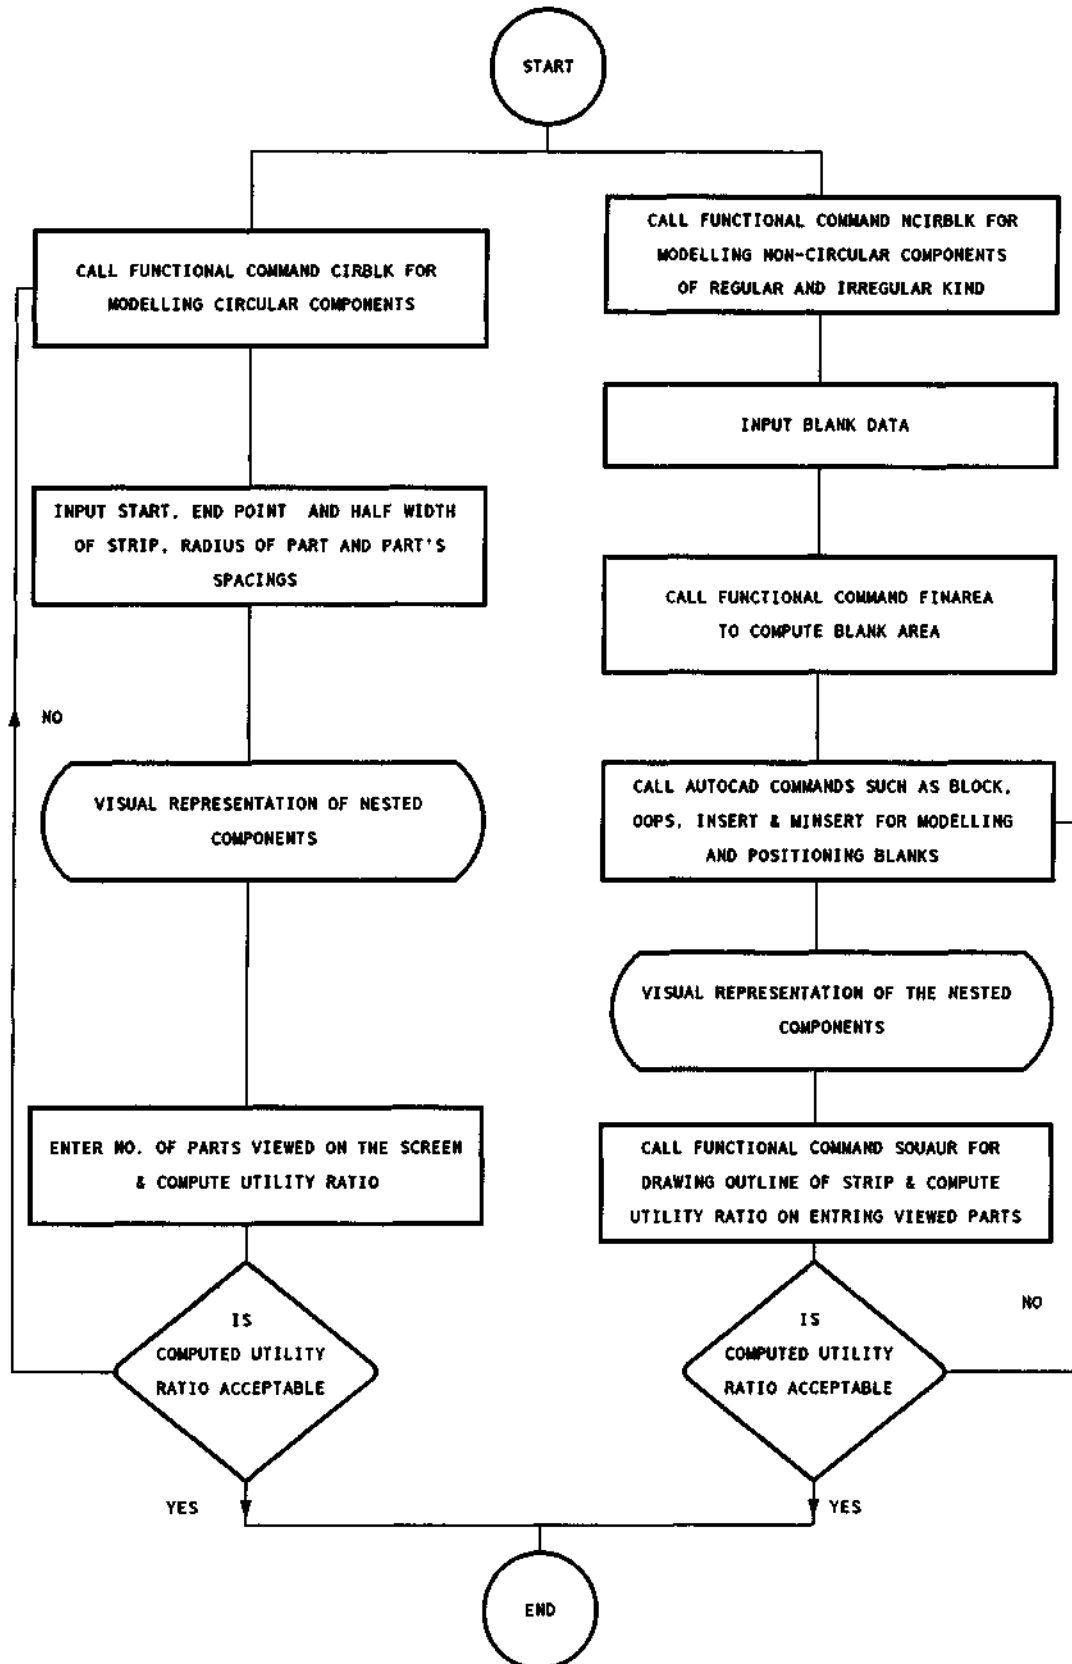 START
CALL FUNCTIONAL COMMAND CIRBLK FOR
MODELLING CIRCULAR COMPONENTS
INPUT START, END POINT AND HALF WIDTH
OF STRIP, RADIUS OF PART AND PART'S
SPACINGS
NO
VISUAL REPRESENTATION OF NESTED
COMPONENTS
ENTER NO. OF PARTS VIEWED ON THE SCREEN
& COMPUTE UTILITY RATIO
IS
COMPUTED UTILITY
RATIO ACCEPTABLE
YES
CALL FUNCTIONAL COMMAND NCIRBLK FOR
MODELLING NON-CIRCULAR COMPONENTS
OF REGULAR AND IRREGULAR KIND
INPUT BLANK DATA
CALL FUNCTIONAL COMMAND FINAREA
TO COMPUTE BLANK AREA
CALL AUTOCAD COMMANDS SUCH AS BLOCK,
OOPS, INSERT & MINSERT FOR MODELLING
AND POSITIONING BLANKS
VISUAL REPRESENTATION OF THE NESTED
COMPONENTS
CALL FUNCTIONAL COMMAND SOUAUR FOR
DRAWING OUTLINE OF STRIP & COMPUTE
UTILITY RATIO ON ENTRING VIEWED PARTS
NO
IS
COMPUTED UTILITY
RATIO ACCEPTABLE
YES
END